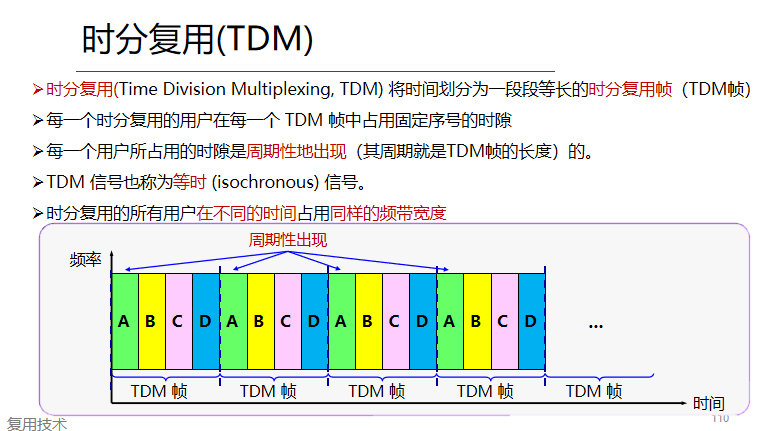 时分复用(TDM)
➢时分复用(Time Division Multiplexing, TDM) 将时间划分为一段段等长的时分复用帧（TDM帧）
➢每一个时分复用的用户在每一个 TDM 帧中占用固定序号的时隙
➢每一个用户所占用的时隙是周期性地出现（其周期就是TDM帧的长度）的。
➢TDM 信号也称为等时 (isochronous) 信号。
➢时分复用的所有用户在不同的时间占用同样的频带宽度
周期性出现
频率
A B C D A B C D A B C D A B C D ...
TDM 帧 TDM 帧 TDM 帧 TDM 帧 TDM 帧
时间
复用技术
110